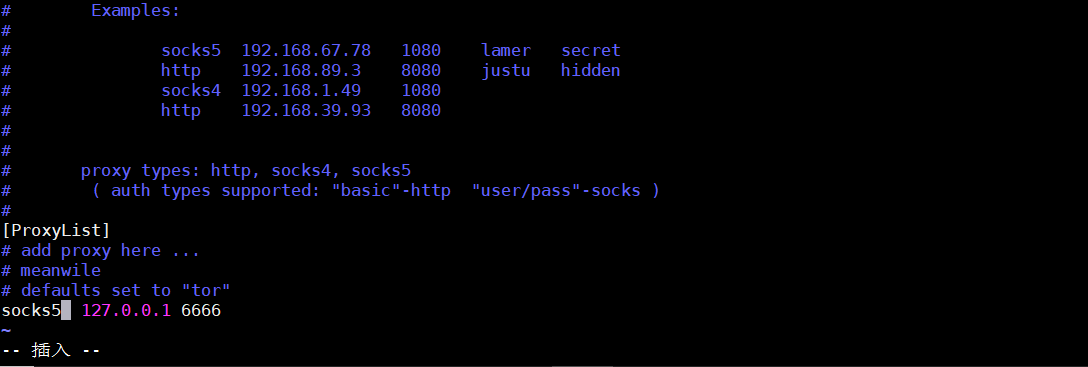 #        Examples:
#
#               socks5  192.168.67.78   1080    lamer   secret
#               http    192.168.89.3    8080    justu   hidden
#               socks4  192.168.1.49    1080
#               http    192.168.39.93   8080
#
#
#       proxy types: http, socks4, socks5
#        ( auth types supported: "basic"-http  "user/pass"-socks )
#
[ProxyList]
# add proxy here ...
# meanwile
# defaults set to "tor"
socks5  127.0.0.1 6666
~
-- 插入 --